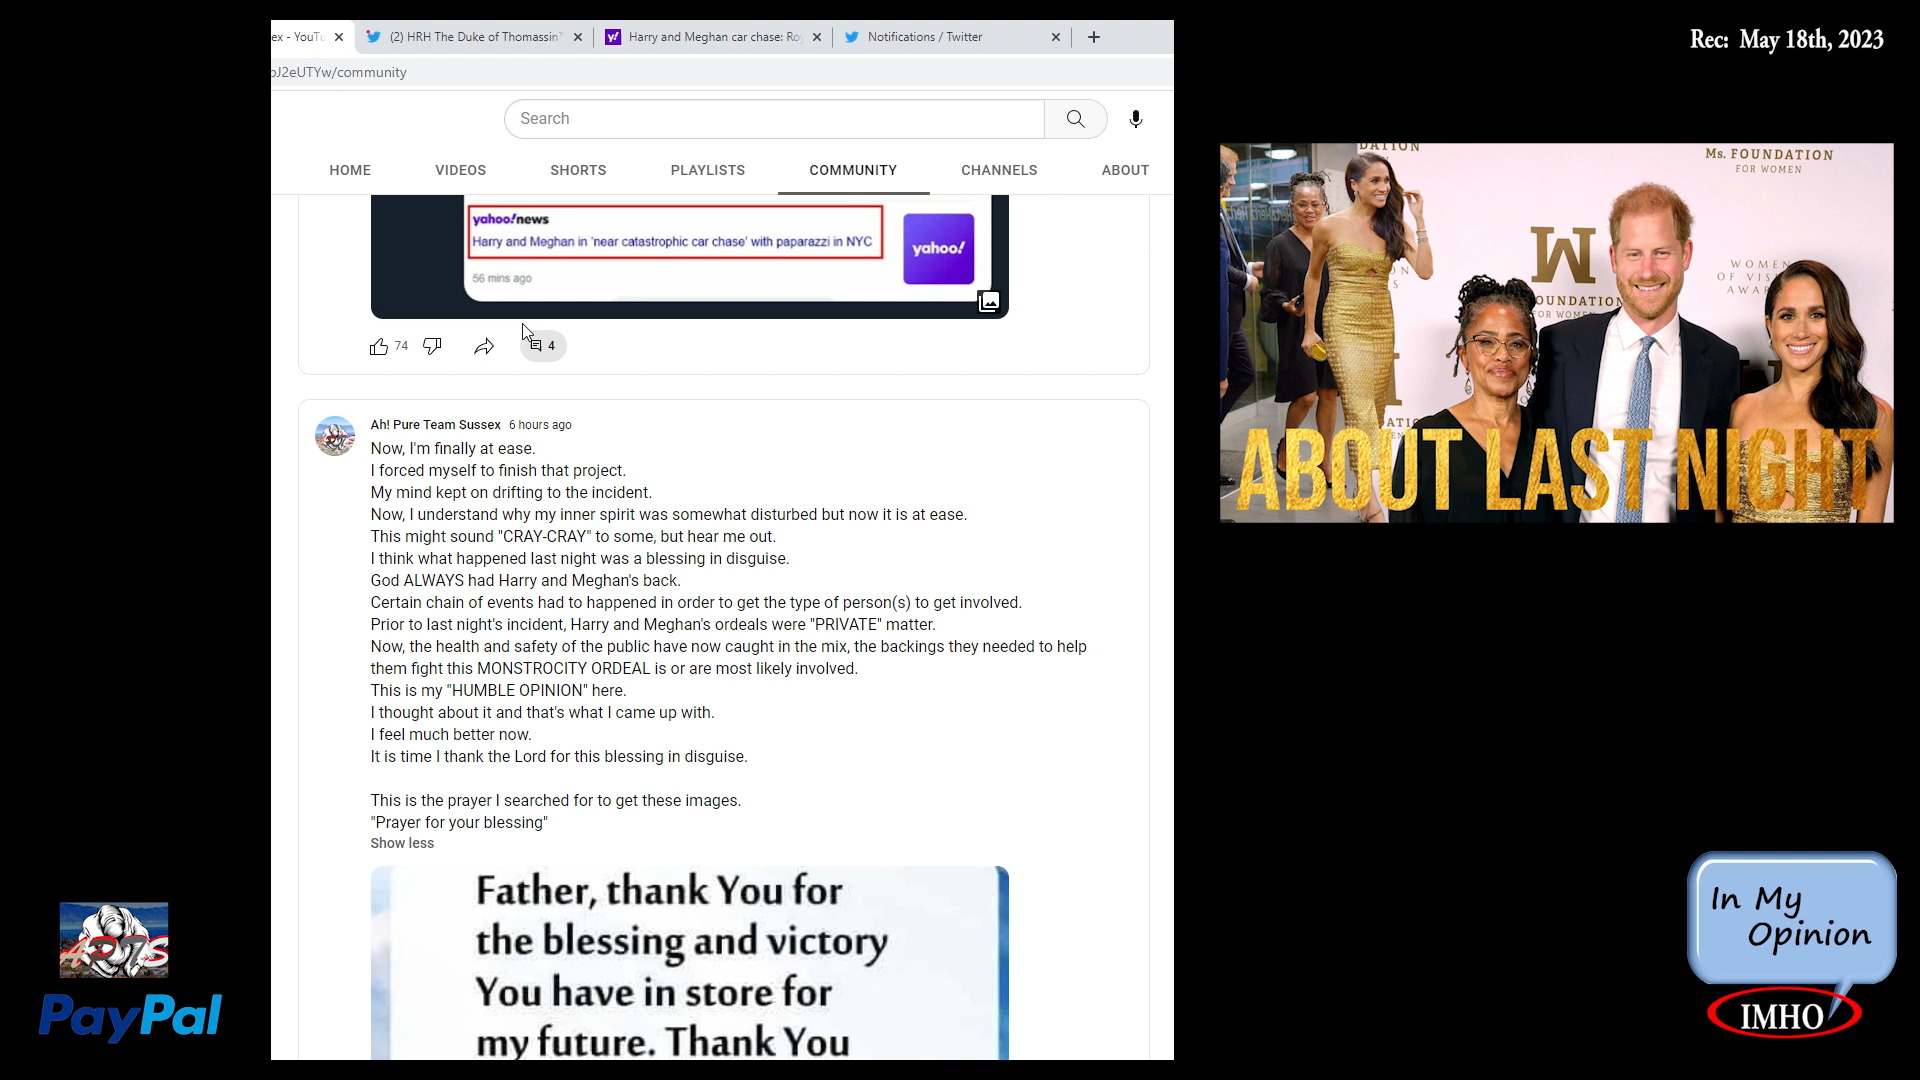 ex - YouTu
(2) HRH The Duke of Thomassin
Harry and Meghan car chase: Roy
Notifications / Twitter
Rec: May 18th, 2023
bJ2eUTYw/community
Search
HOME VIDEOS SHORTS PLAYLISTS COMMUNITY CHANNELS ABOUT
yahoo!news
Harry and Meghan in 'near catastrophic car chase' with paparazzi in NYC
56 mins ago
yahoo!
74
4
Ah! Pure Team Sussex 6 hours ago
Now, I'm finally at ease.
I forced myself to finish that project.
My mind kept on drifting to the incident.
Now, I understand why my inner spirit was somewhat disturbed but now it is at ease.
This might sound "CRAY-CRAY" to some, but hear me out.
I think what happened last night was a blessing in disguise.
God ALWAYS had Harry and Meghan's back.
Certain chain of events had to happened in order to get the type of person(s) to get involved.
Prior to last night's incident, Harry and Meghan's ordeals were "PRIVATE" matter.
Now, the health and safety of the public have now caught in the mix, the backings they needed to help
them fight this MONSTROCITY ORDEAL is or are most likely involved.
This is my "HUMBLE OPINION" here.
I thought about it and that's what I came up with.
I feel much better now.
It is time I thank the Lord for this blessing in disguise.
This is the prayer I searched for to get these images.
"Prayer for your blessing"
Show less
Father, thank You for
the blessing and victory
You have in store for
my future. Thank You
DATION
Ms. FOUNDATION
FOR WOMEN
WOMEN
OF VIS
AWA
OUNDATION
FOR WOMEN
ABOUT LAST NIGHT
APTS
PayPal
In My
Opinion
IMHO